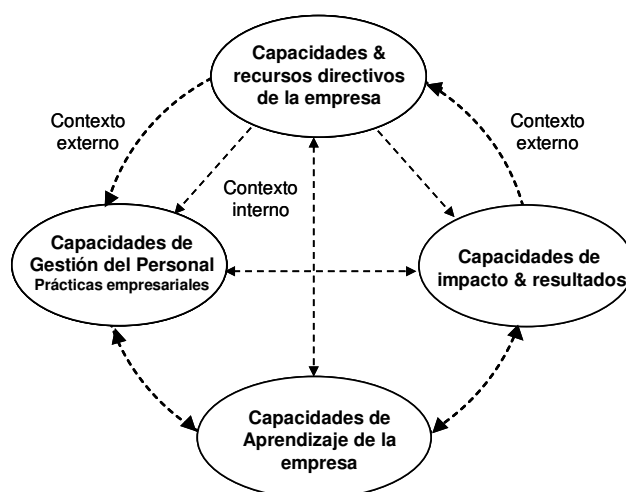 Capacidades &
recursos directivos
de la empresa
Contexto
externo
Contexto
externo
Contexto
interno
Capacidades de
Gestión del Personal
Prácticas empresariales
Capacidades de
impacto & resultados
Capacidades de
Aprendizaje de la
empresa